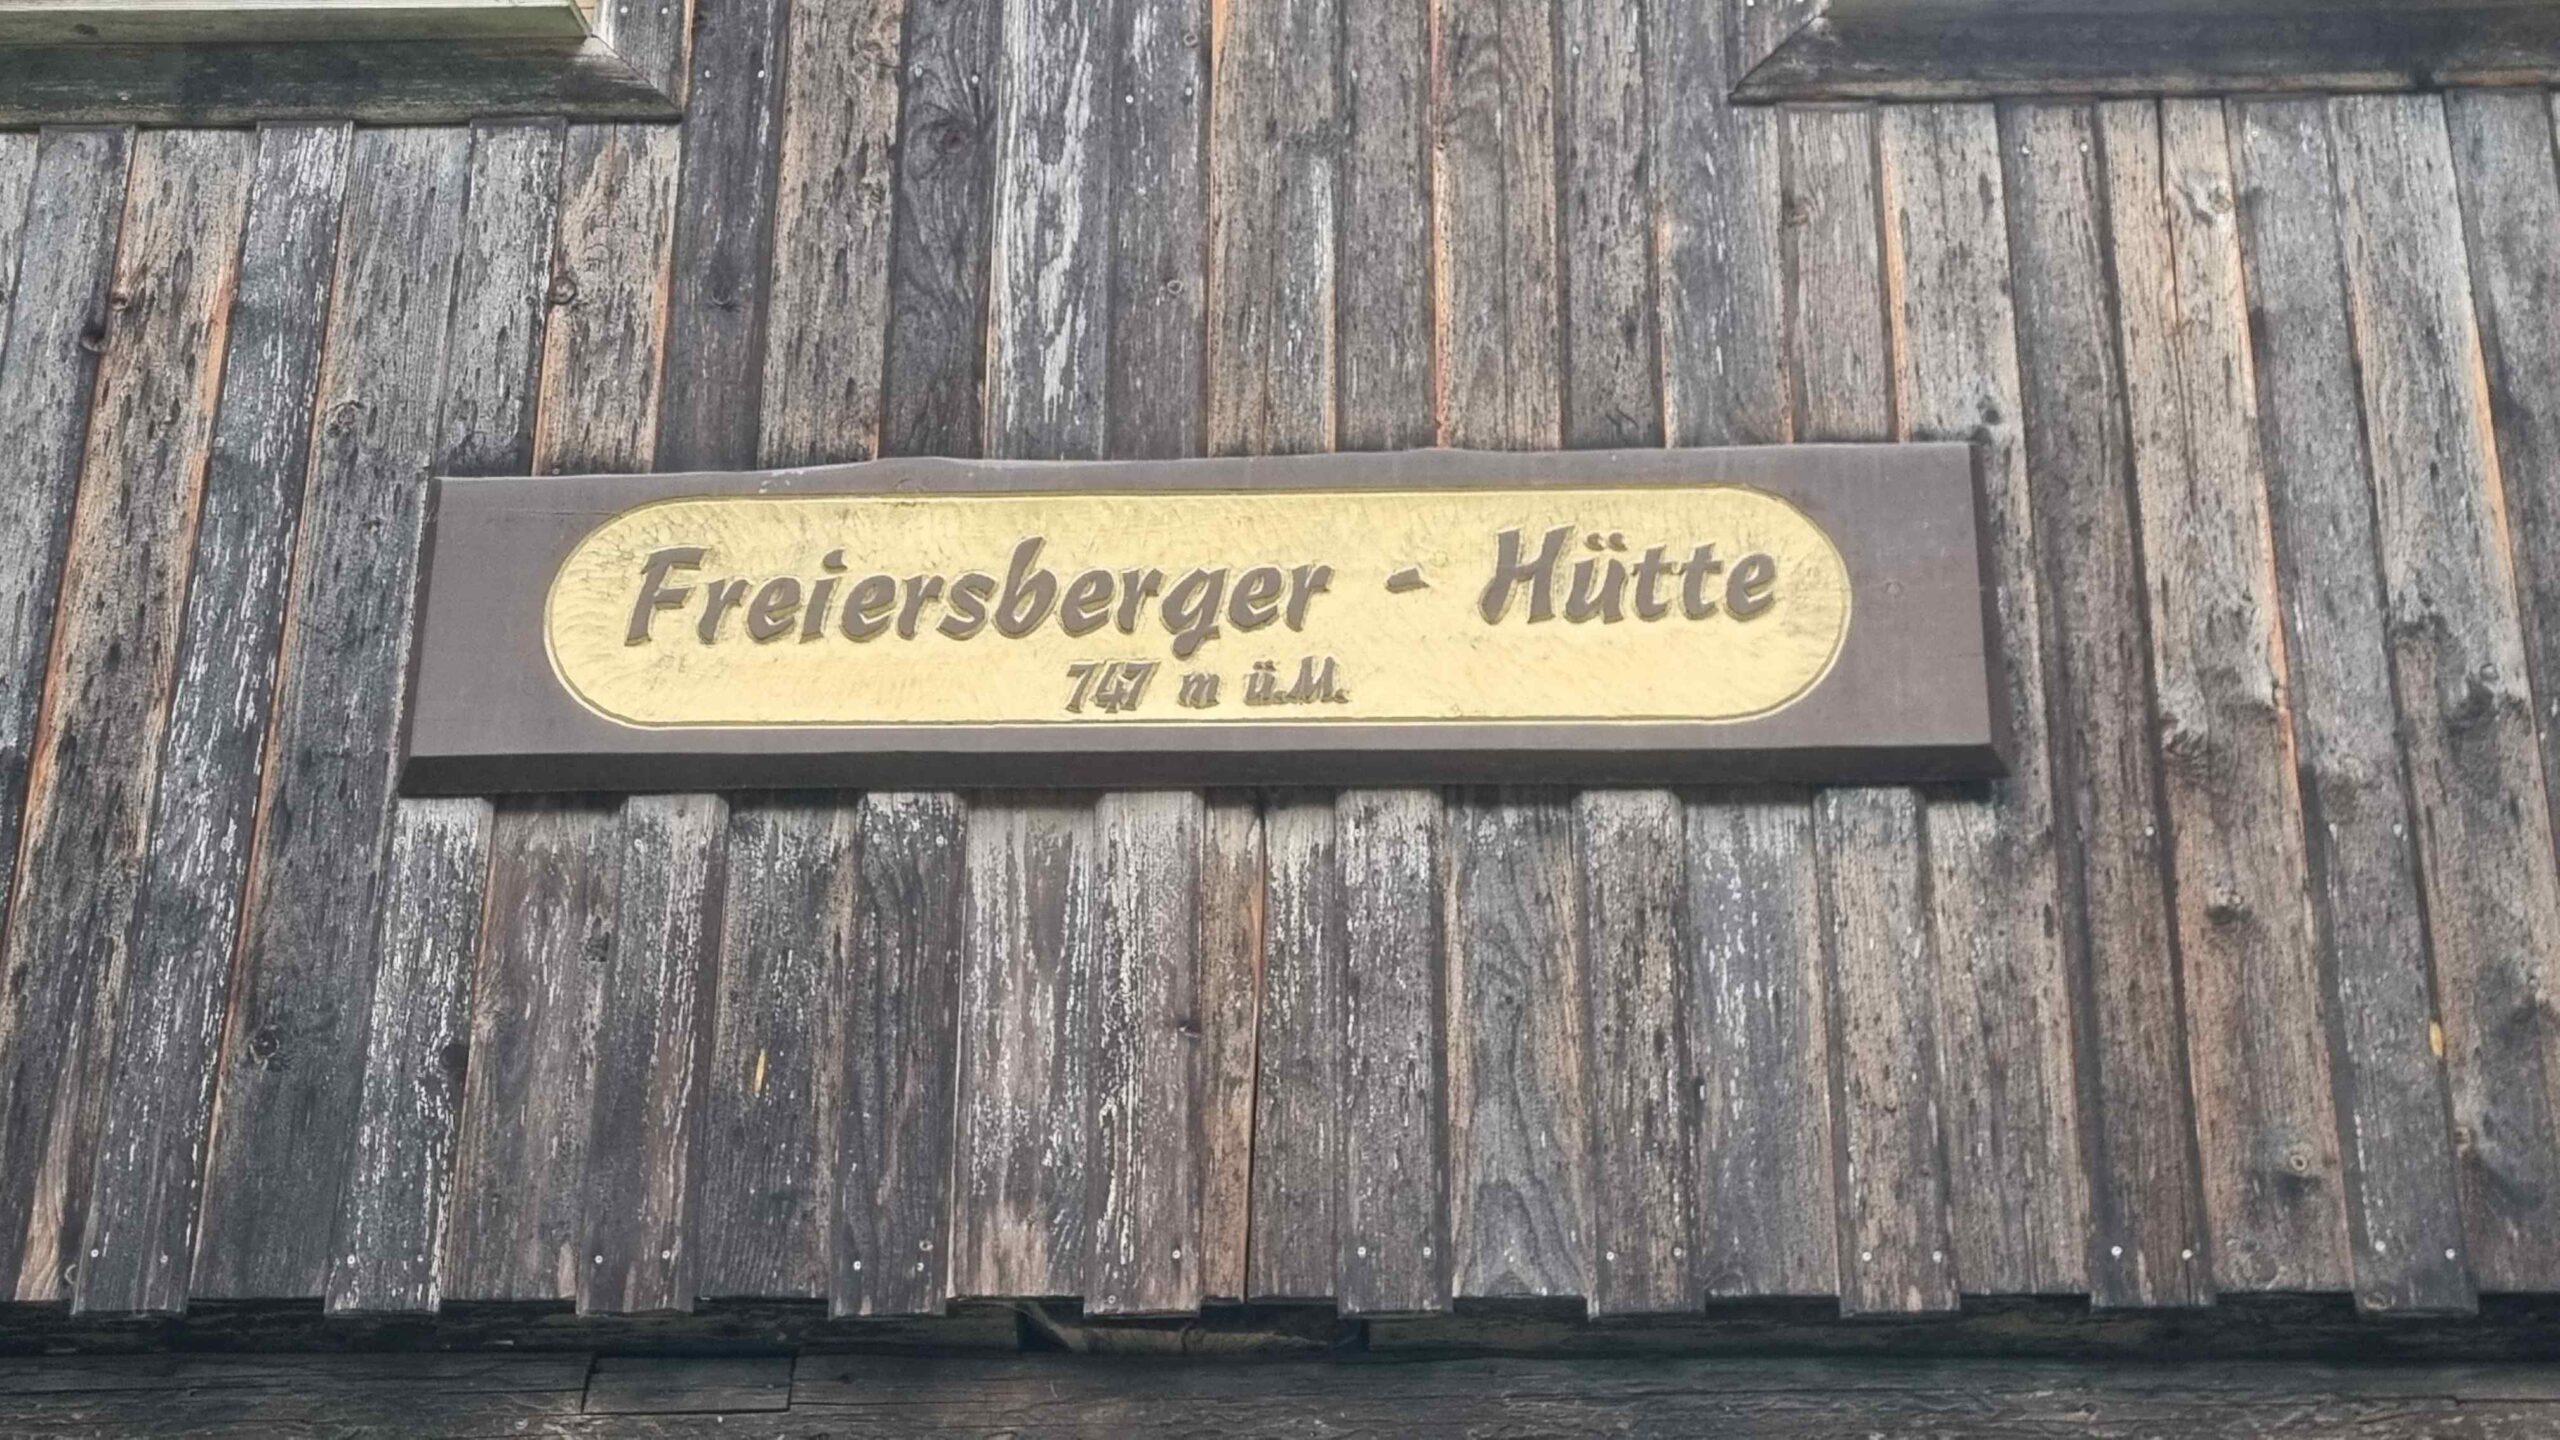 Freiersberger - Hütte
747 m ü.M.